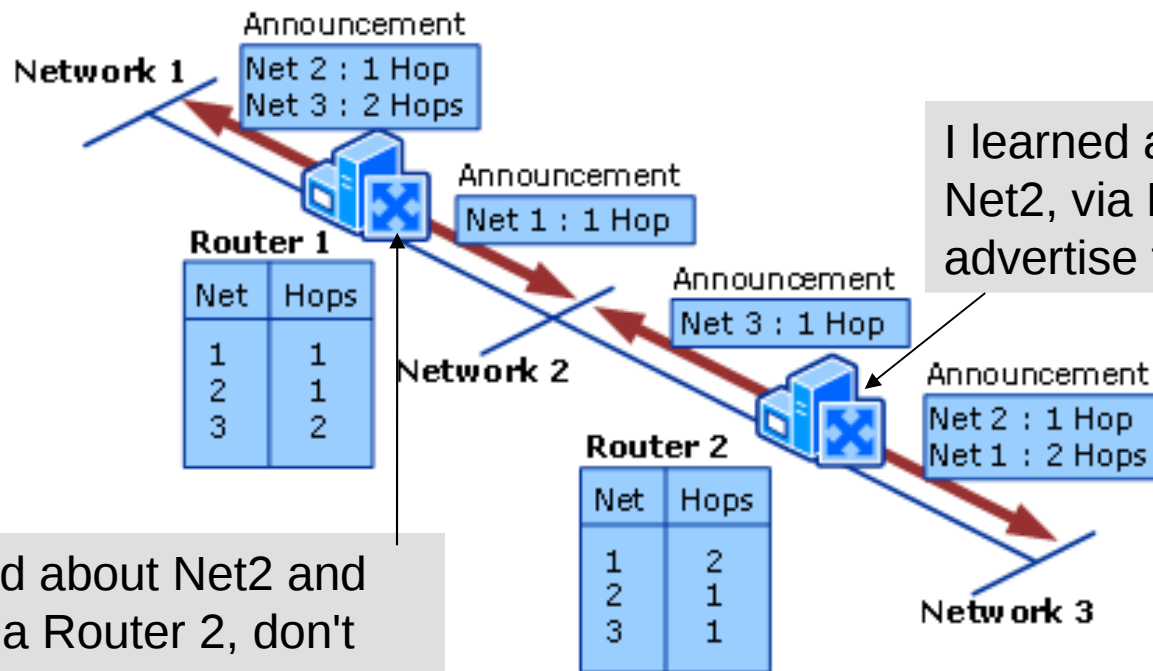 Announcement
Network 1
Net 2 : 1 Hop
Net 3 : 2 Hops
I learned
Net2, via
advertise
Announcement
Net 1 : 1 Hop
Router 1
Net Hops
1 1
2 1
3 2
Announcement
Net 3 : 1 Hop
Network 2
Announcement
Net 2 : 1 Hop
Net 1 : 2 Hops
Router 2
Net Hops
1 2
2 1
3 1
Network 3
about Net2 and
Router 2, don't